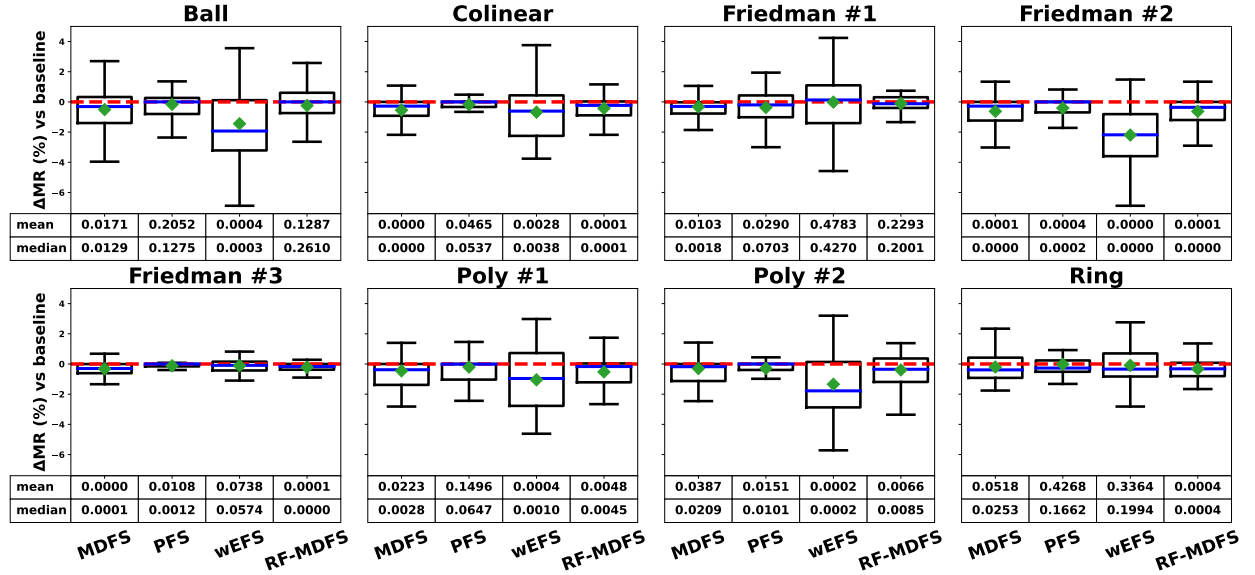 Ball Colinear Friedman #1 Friedman #2
ΔMR (%) vs baseline
4
2
0
−2
−4
−6
mean 0.0171 0.2052 0.0004 0.1287 0.0000 0.0465 0.0028 0.0001 0.0103 0.0290 0.4783 0.2293 0.0001 0.0004 0.0000 0.0001
median 0.0129 0.1275 0.0003 0.2610 0.0000 0.0537 0.0038 0.0001 0.0018 0.0703 0.4270 0.2001 0.0000 0.0002 0.0000 0.0000
Friedman #3 Poly #1 Poly #2 Ring
ΔMR (%) vs baseline
4
2
0
−2
−4
−6
mean 0.0000 0.0108 0.0738 0.0001 0.0223 0.1496 0.0004 0.0048 0.0387 0.0151 0.0002 0.0066 0.0518 0.4268 0.3364 0.0004
median 0.0001 0.0012 0.0574 0.0000 0.0028 0.0647 0.0010 0.0045 0.0209 0.0101 0.0002 0.0085 0.0253 0.1662 0.1994 0.0004
MDFS PFS wEFS RF-MDFS MDFS PFS wEFS RF-MDFS MDFS PFS wEFS RF-MDFS MDFS PFS wEFS RF-MDFS